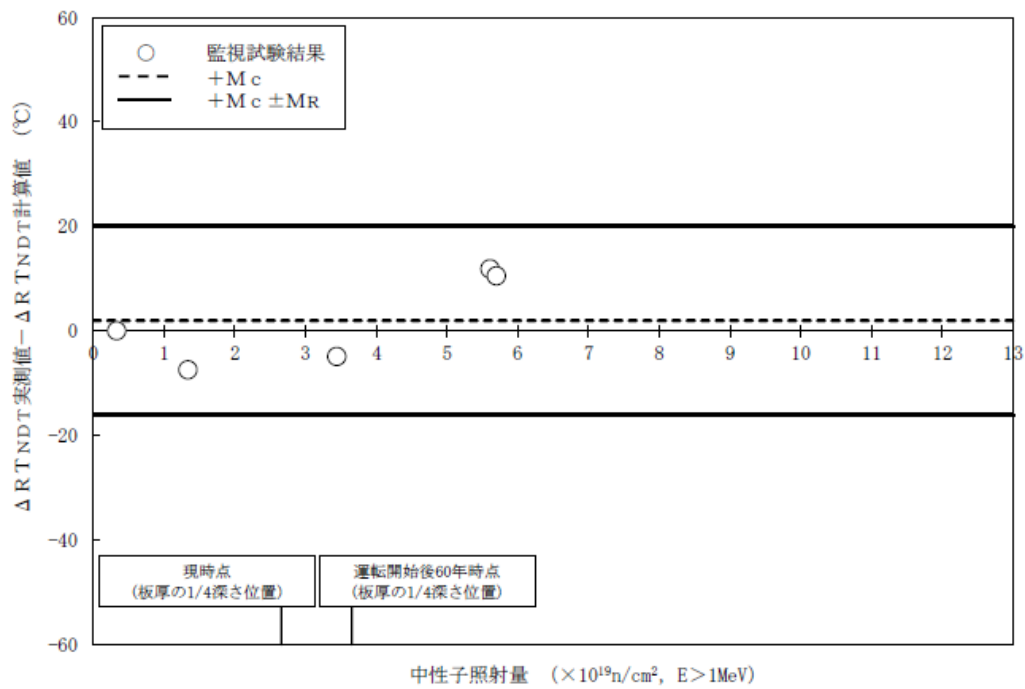 60
40
20
0
-20
-40
-60
○ 監視試験結果
+Mc
+Mc±MR
ΔRTNDT実測値-ΔRTNDT計算値 (℃)
0 1 2 3 4 5 6 7 8 9 10 11 12 13
現時点
(板厚の1/4深さ位置)
運転開始後60年時点
(板厚の1/4深さ位置)
中性子照射量 (×10¹⁹n/cm², E>1MeV)